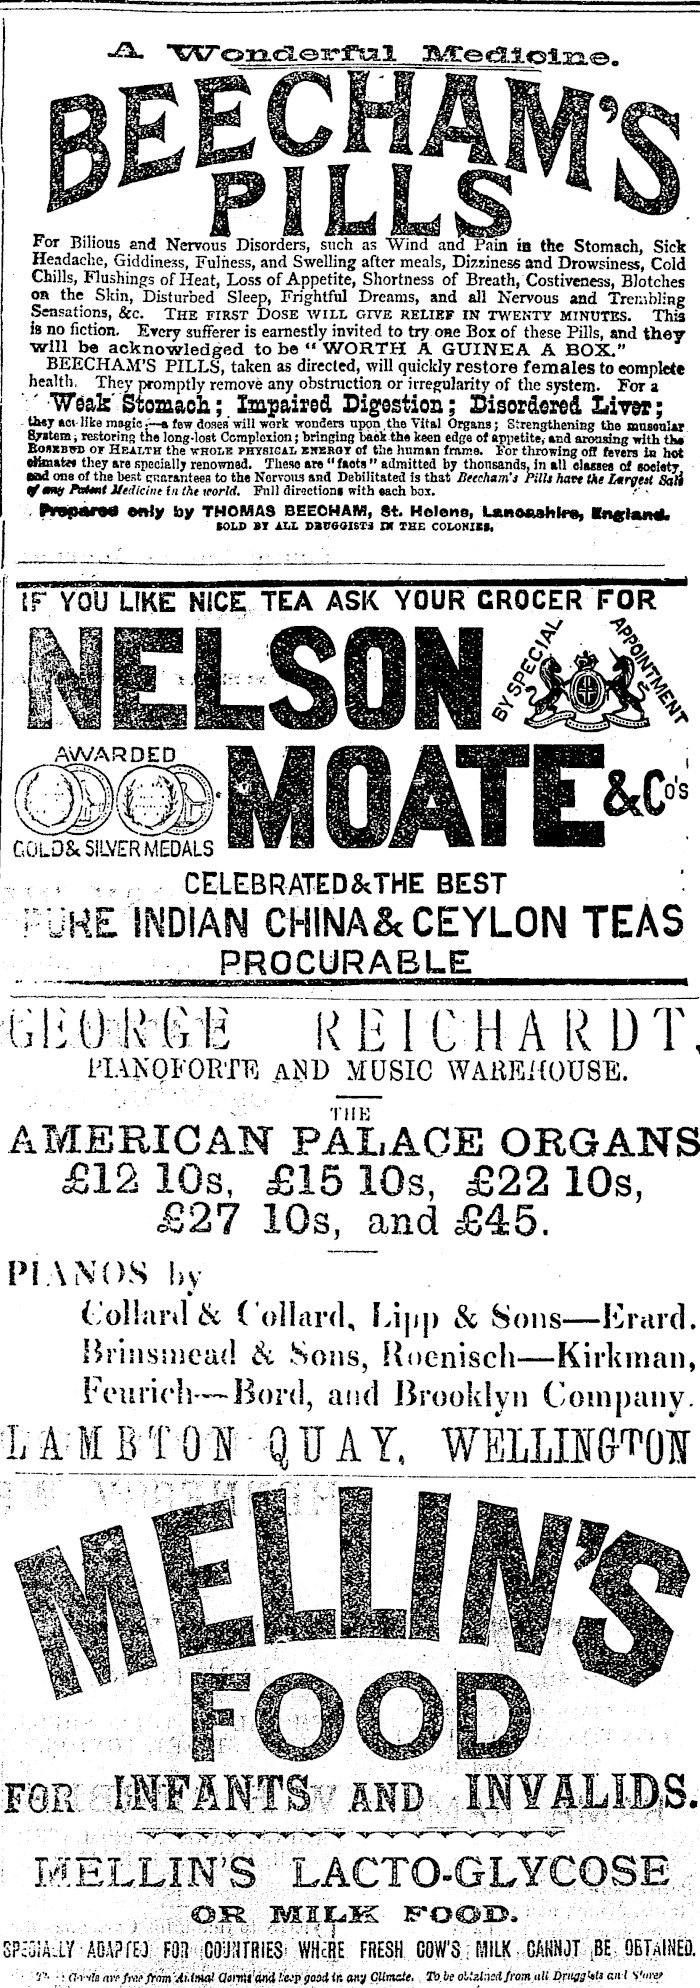 A Wonderful Medicine.
BEECHAM'S
PILLS
For Bilious and Nervous Disorders, such as Wind and Pain in the Stomach, Sick
Headache, Giddiness, Fulness, and Swelling after meals, Dizziness and Drowsiness, Cold
Chills, Flushings of Heat, Loss of Appetite, Shortness of Breath, Costiveness, Blotches
on the Skin, Disturbed Sleep, Frightful Dreams, and all Nervous and Trembling
Sensations, &c. THE FIRST DOSE WILL GIVE RELIEF IN TWENTY MINUTES. This
is no fiction. Every sufferer is earnestly invited to try one Box of these Pills, and they
will be acknowledged to be "WORTH A GUINEA A BOX."
BEECHAM'S PILLS, taken as directed, will quickly restore females to complete
health. They promptly remove any obstruction or irregularity of the system. For a
Weak Stomach; Impaired Digestion; Disordered Liver;
they act like magic:—a few doses will work wonders upon the Vital Organs; Strengthening the muscular
System; restoring the long-lost Complexion; bringing back the keen edge of appetite, and arousing with the
ROSEBUD OF HEALTH the WHOLE PHYSICAL ENERGY of the human frame. For throwing off fevers in hot
climates they are specially renowned. These are "facts" admitted by thousands, in all classes of society,
and one of the best guarantees to the Nervous and Debilitated is that Beecham's Pills have the Largest Sale
of any Patent Medicine in the world. Full directions with each box.
Prepared only by THOMAS BEECHAM, St. Helens, Lancashire, England.
SOLD BY ALL DRUGGISTS IN THE COLONIES.
IF YOU LIKE NICE TEA ASK YOUR GROCER FOR
NELSON
BY SPECIAL APPOINTMENT
MOATE & Co's
AWARDED
GOLD & SILVER MEDALS
CELEBRATED & THE BEST
PURE INDIAN CHINA & CEYLON TEAS
PROCURABLE
GEORGE REICHARDT,
PIANOFORTE AND MUSIC WAREHOUSE.
THE
AMERICAN PALACE ORGANS
£12 10s, £15 10s, £22 10s,
£27 10s, and £45.
PIANOS by
Collard & Collard, Lipp & Sons—Erard.
Brinsmead & Sons, Roenisch—Kirkman,
Feurich—Bord, and Brooklyn Company.
LAMBTON QUAY, WELLINGTON
MELLIN'S
FOOD
FOR INFANTS AND INVALIDS.
MELLIN'S LACTO-GLYCOSE
OR MILK FOOD.
SPECIALLY ADAPTED FOR COUNTRIES WHERE FRESH COW'S MILK CANNOT BE OBTAINED.
Goods are free from Animal Germs and keep good in any Climate. To be obtained from all Druggists and Stores